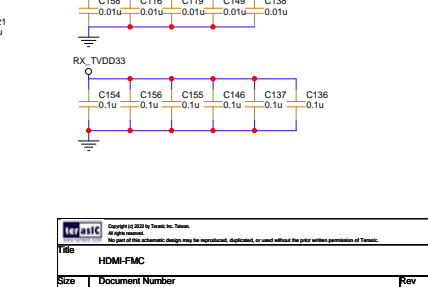 C158 C116 C119 C149 C138
0.01u 0.01u 0.01u 0.01u 0.01u
21
u
RX_TVDD33
C154 C156 C155 C146 C137 C136
0.1u 0.1u 0.1u 0.1u 0.1u 0.1u
terasic
Copyright (c) 2022 by Terasic Inc. Taiwan.
All rights reserved.
No part of this schematic design may be reproduced, duplicated, or used without the prior written permission of Terasic.
Title
HDMI-FMC
Size Document Number Rev